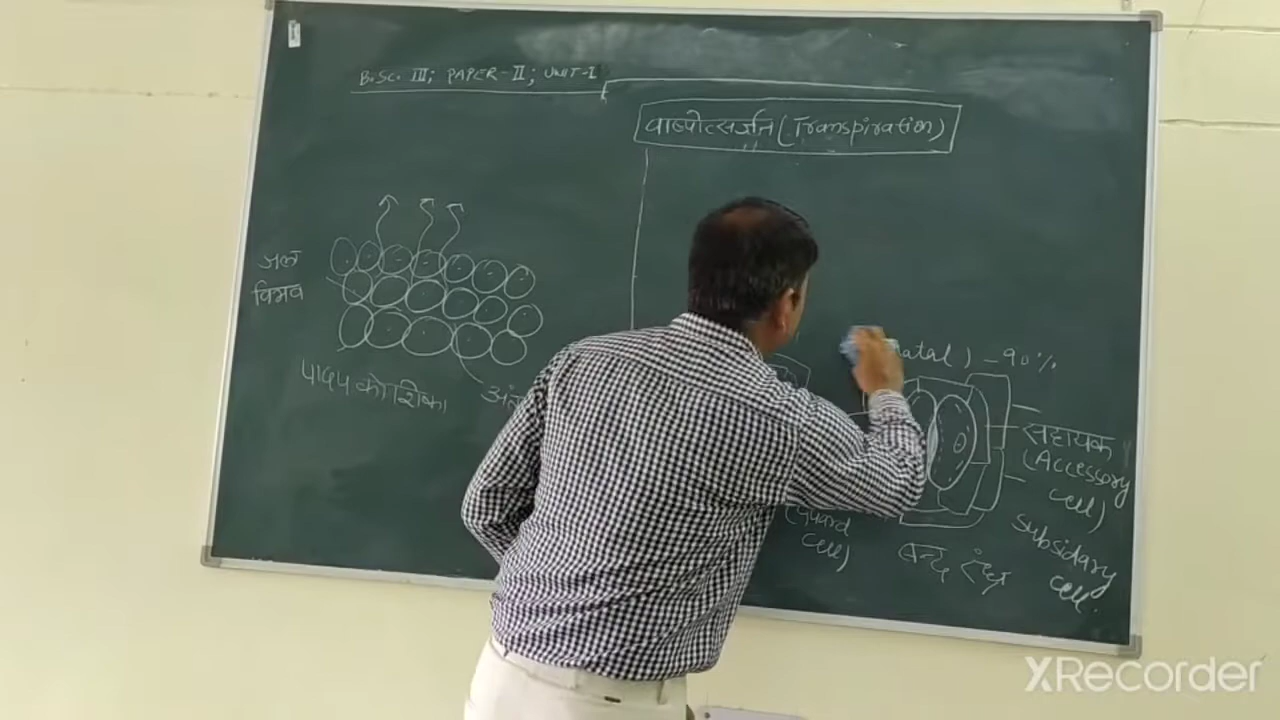 B.Sc. III; PAPER-II; UNIT-I
वाष्पोत्सर्जन (Transpiration)
जल
विभव
पादप कोशिका
atal) - 90%
सहायक
(Accessory
cell)
subsidary
cell.
(Guard
cell)
बन्द रंध्र
XRecorder